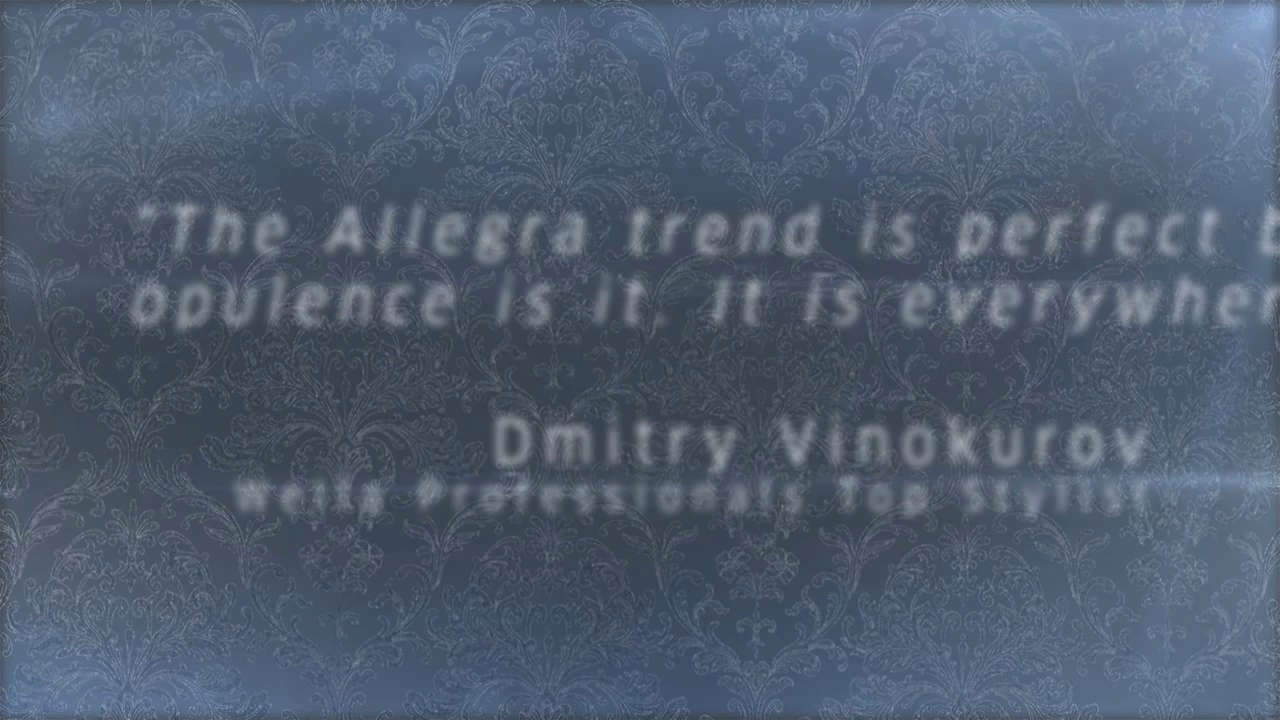 "The Allegra trend is perfect b
opulence is it. It is everywher
Dmitry Vinokurov
Wella Professionals Top Stylist